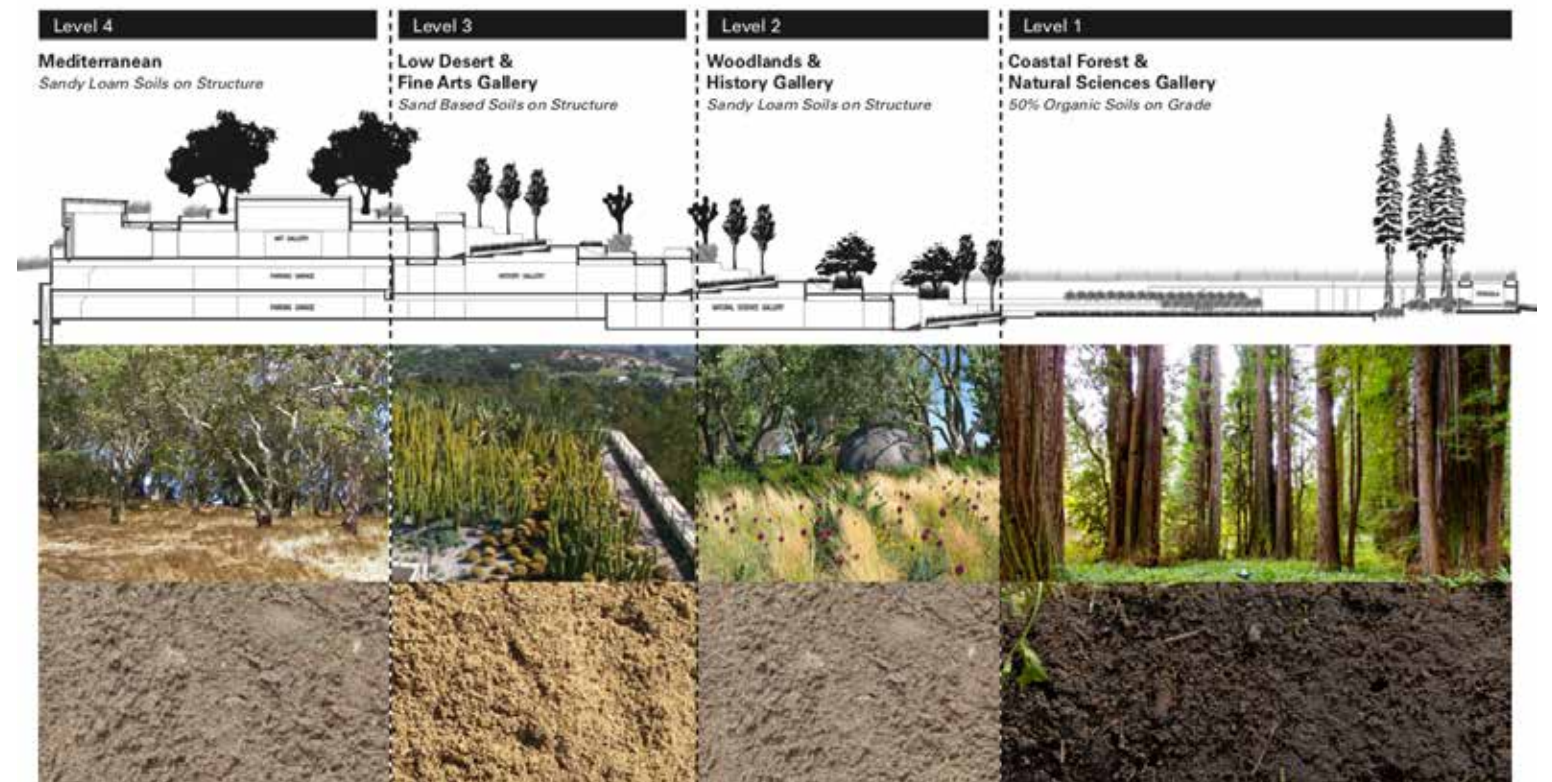 Level 4
Mediterranean
Sandy Loam Soils on Structure
Level 3
Low Desert &
Fine Arts Gallery
Sand Based Soils on Structure
Level 2
Woodlands &
History Gallery
Sandy Loam Soils on Structure
Level 1
Coastal Forest &
Natural Sciences Gallery
50% Organic Soils on Grade
ART GALLERY
PARKING GARAGE
PARKING GARAGE
HISTORY GALLERY
NATURAL SCIENCE GALLERY